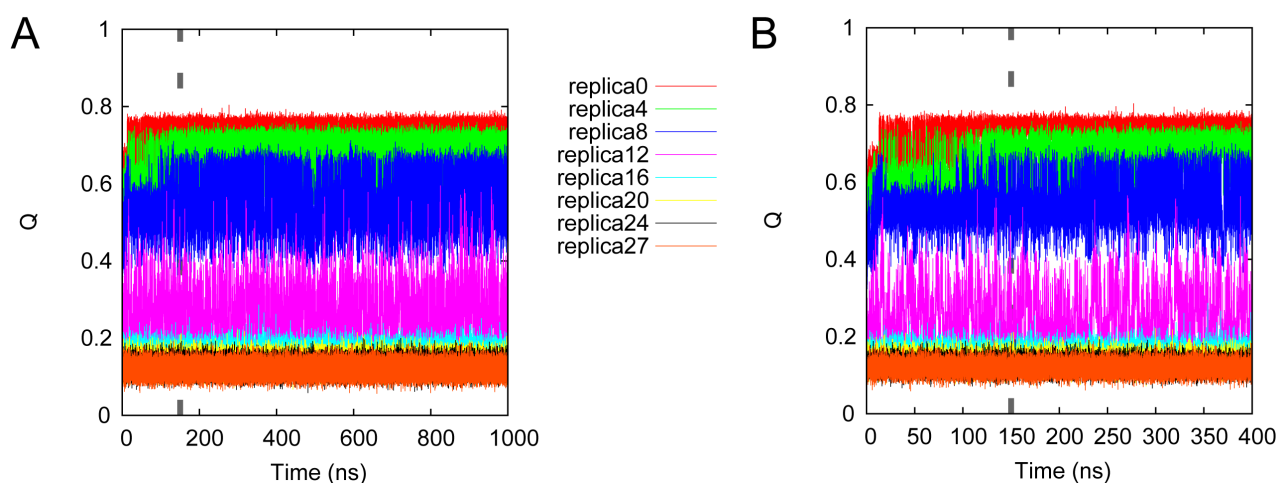 A
1
0.8
0.6
0.4
0.2
0
Q
0 200 400 600 800 1000
Time (ns)
replica0
replica4
replica8
replica12
replica16
replica20
replica24
replica27
B
1
0.8
0.6
0.4
0.2
0
Q
0 50 100 150 200 250 300 350 400
Time (ns)